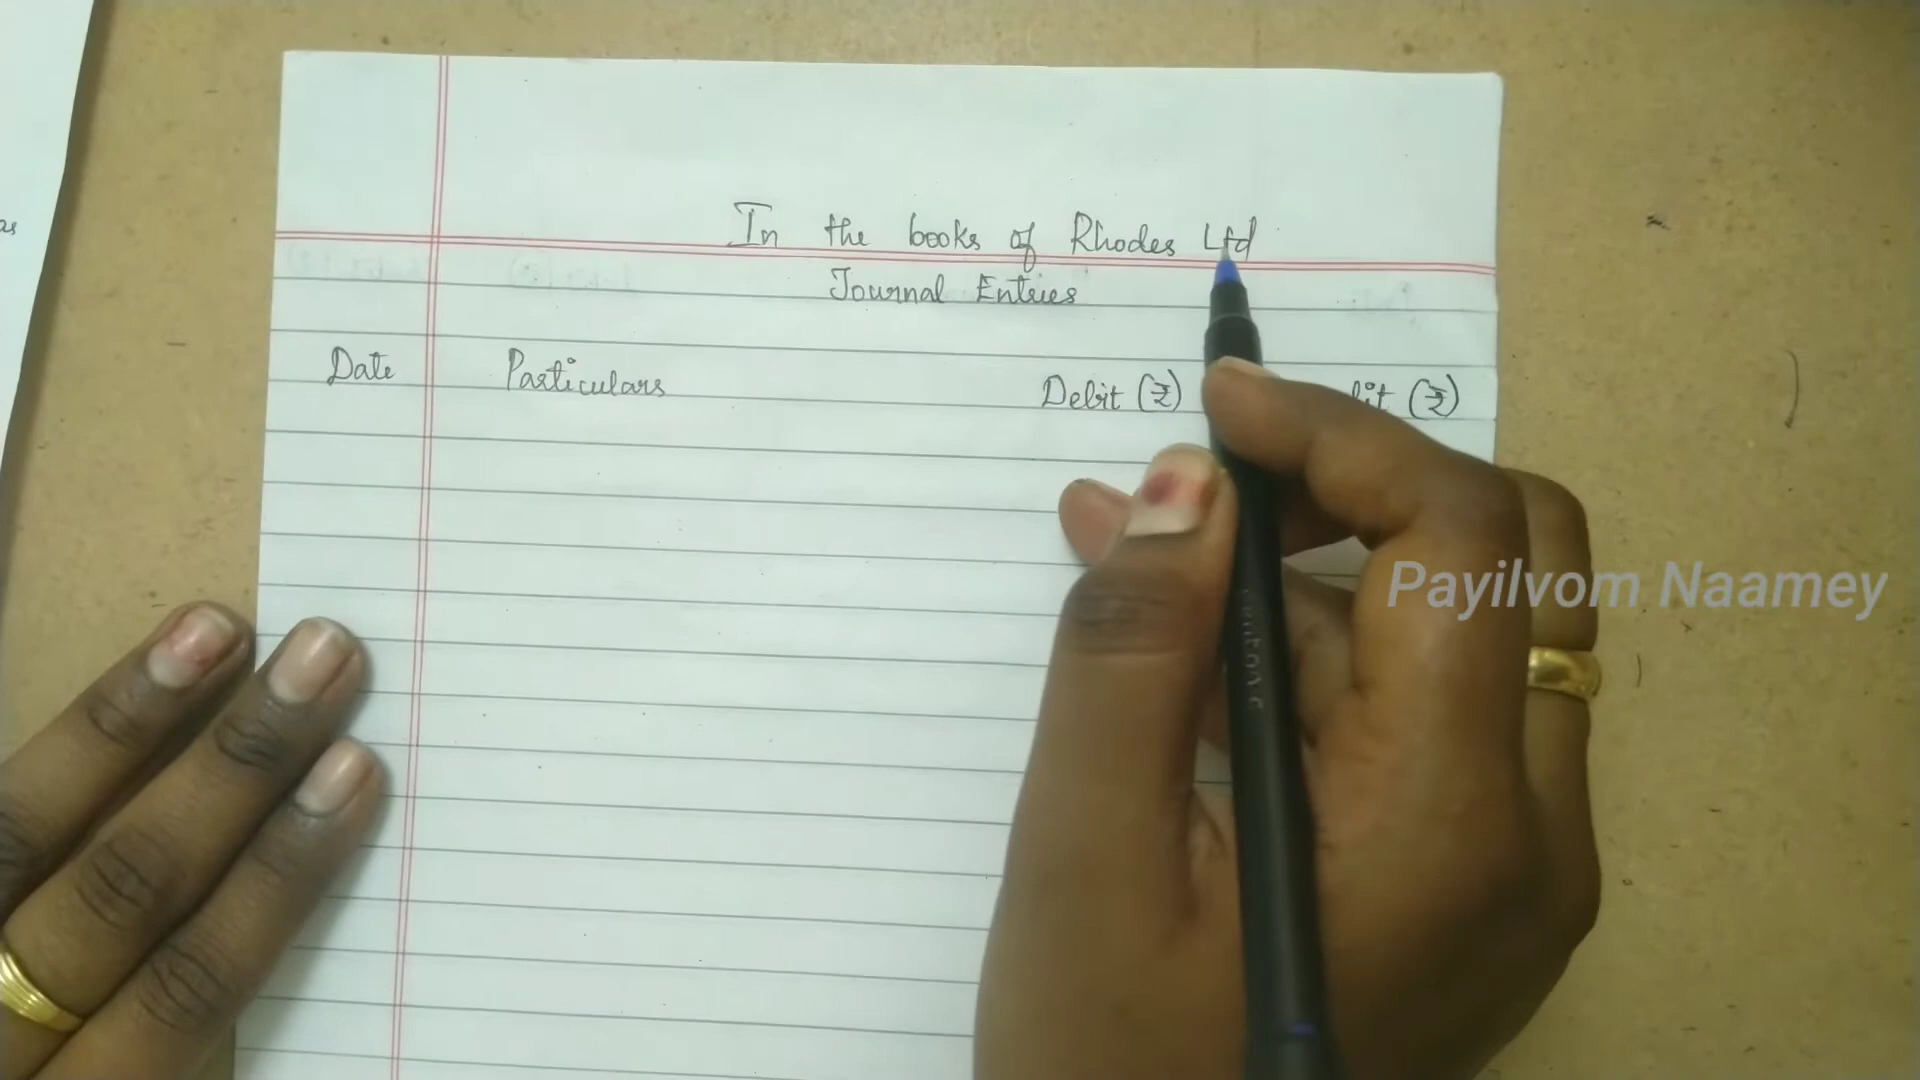 In the books of Rhodes Ltd
Journal Entries
Date Particulars Debit (₹) (₹)
Payilvom Naamey